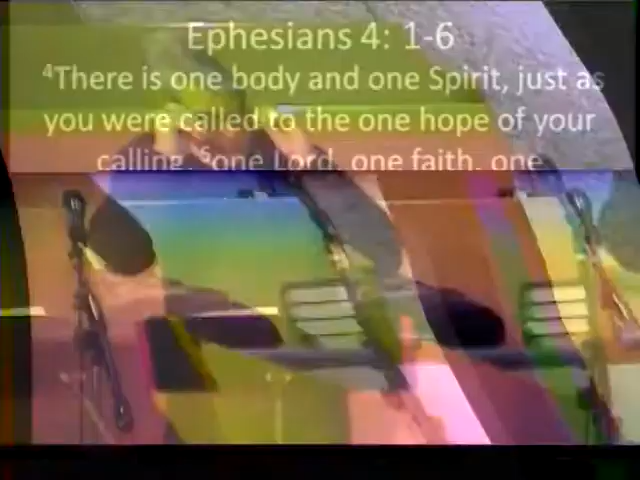 Ephesians 4: 1-6
⁴There is one body and one Spirit, just as
you were called to the one hope of your
calling, ⁵one Lord, one faith, one